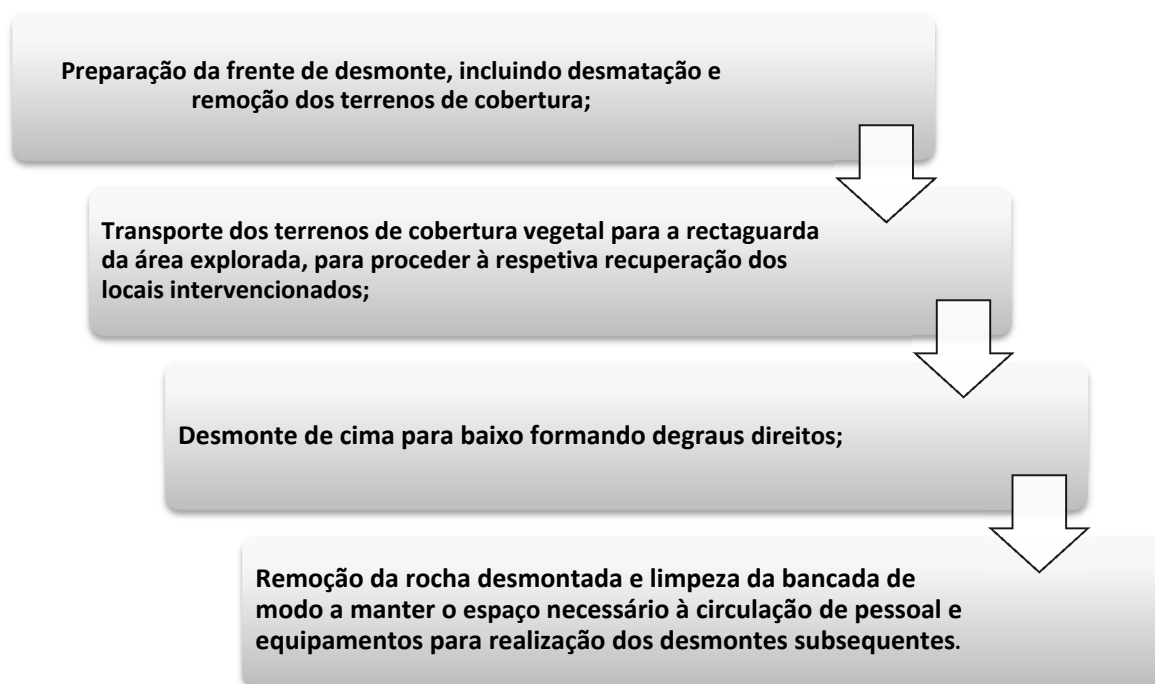 Preparação da frente de desmonte, incluindo desmatação e
remoção dos terrenos de cobertura;
Transporte dos terrenos de cobertura vegetal para a rectaguarda
da área explorada, para proceder à respetiva recuperação dos
locais intervencionados;
Desmonte de cima para baixo formando degraus direitos;
Remoção da rocha desmontada e limpeza da bancada de
modo a manter o espaço necessário à circulação de pessoal e
equipamentos para realização dos desmontes subsequentes.